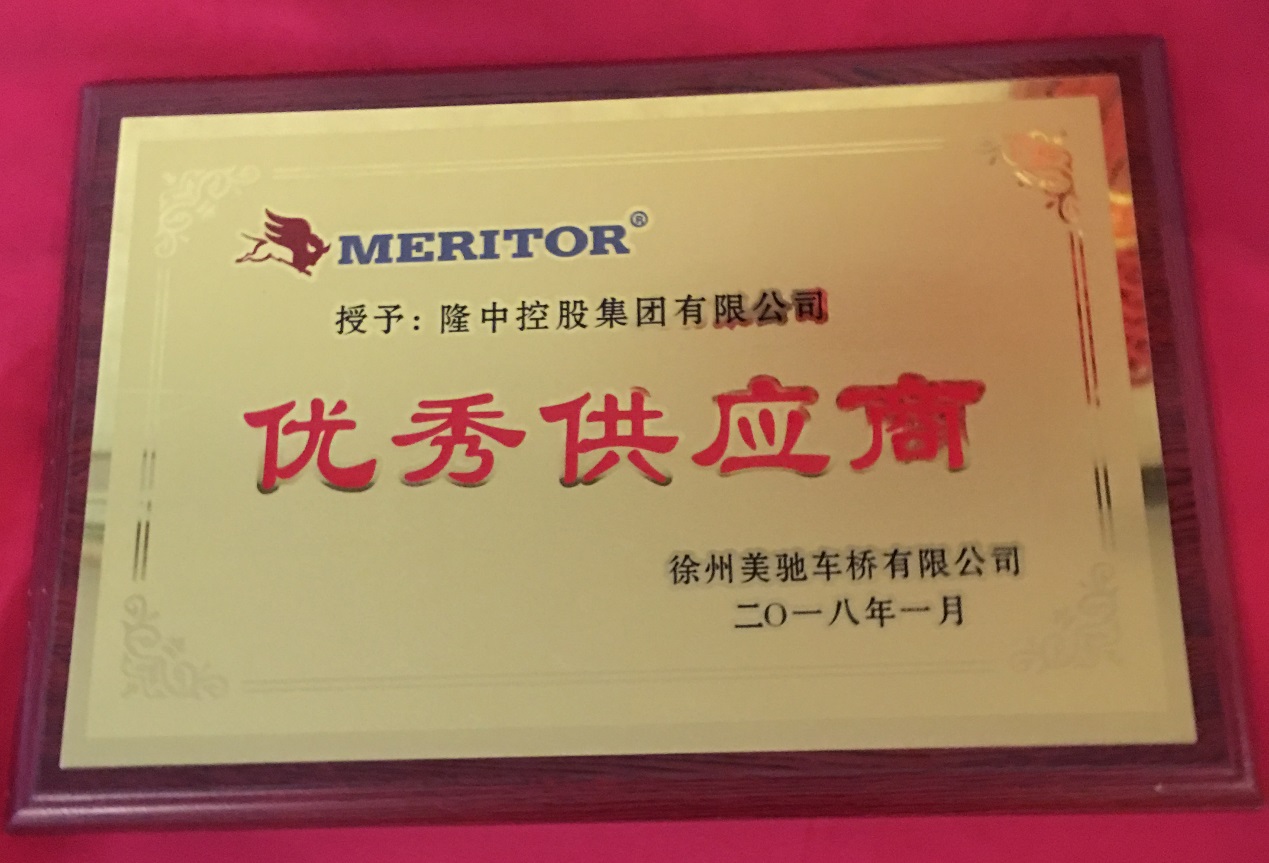 MERITOR®
授予：隆中控股集团有限公司
优秀供应商
徐州美驰车桥有限公司
二〇一八年一月